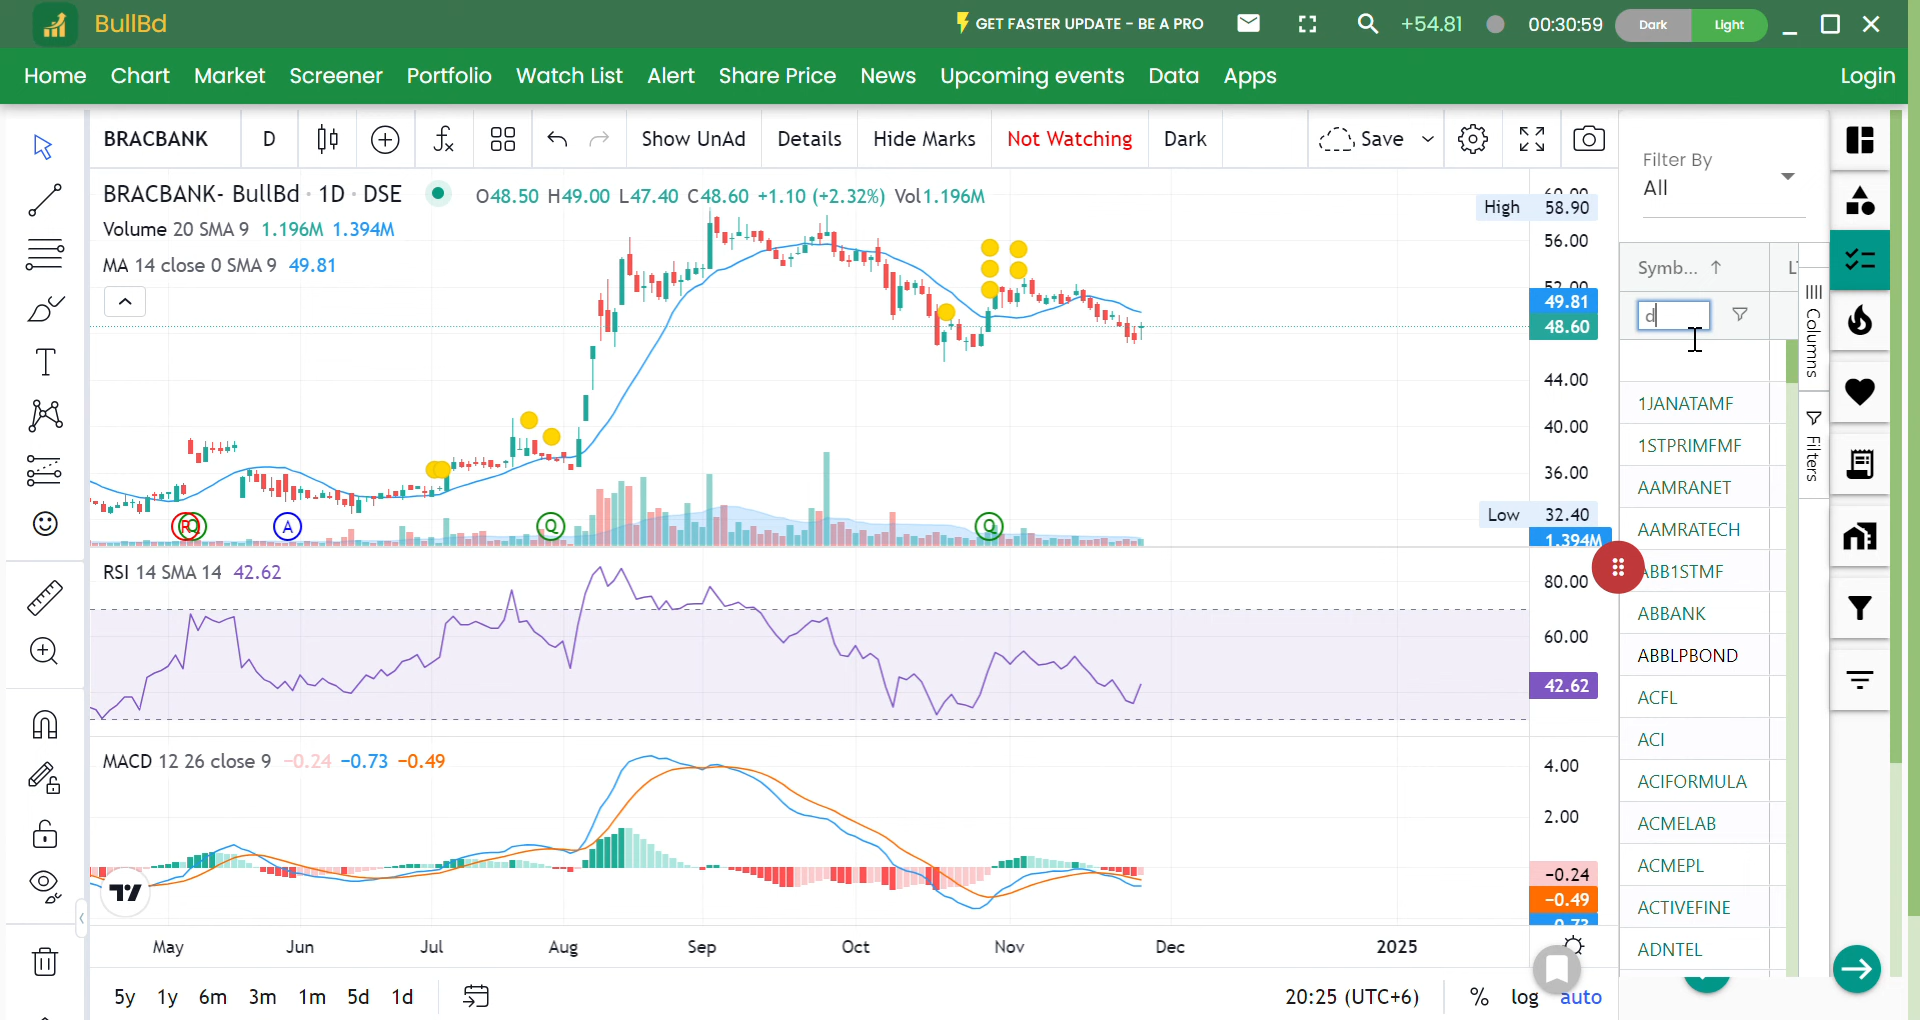 BullBd
GET FASTER UPDATE - BE A PRO
+54.81
00:30:59
Dark
Light
Home
Chart
Market
Screener
Portfolio
Watch List
Alert
Share Price
News
Upcoming events
Data
Apps
Login
BRACBANK
D
Show UnAd
Details
Hide Marks
Not Watching
Dark
Save
BRACBANK- BullBd · 1D · DSE
O48.50 H49.00 L47.40 C48.60 +1.10 (+2.32%) Vol1.196M
Volume 20 SMA 9 1.196M 1.394M
MA 14 close 0 SMA 9 49.81
60.00
High 58.90
56.00
52.00
49.81
48.60
44.00
40.00
36.00
Low 32.40
1.394M
A
Q
Q
RSI 14 SMA 14 42.62
80.00
60.00
42.62
MACD 12 26 close 9 −0.24 −0.73 −0.49
4.00
2.00
−0.24
−0.49
May
Jun
Jul
Aug
Sep
Oct
Nov
Dec
2025
5y
1y
6m
3m
1m
5d
1d
20:25 (UTC+6)
%
log
auto
Filter By
All
Symb...
d
Columns
Filters
1JANATAMF
1STPRIMFMF
AAMRANET
AAMRATECH
ABB1STMF
ABBANK
ABBLPBOND
ACFL
ACI
ACIFORMULA
ACMELAB
ACMEPL
ACTIVEFINE
ADNTEL